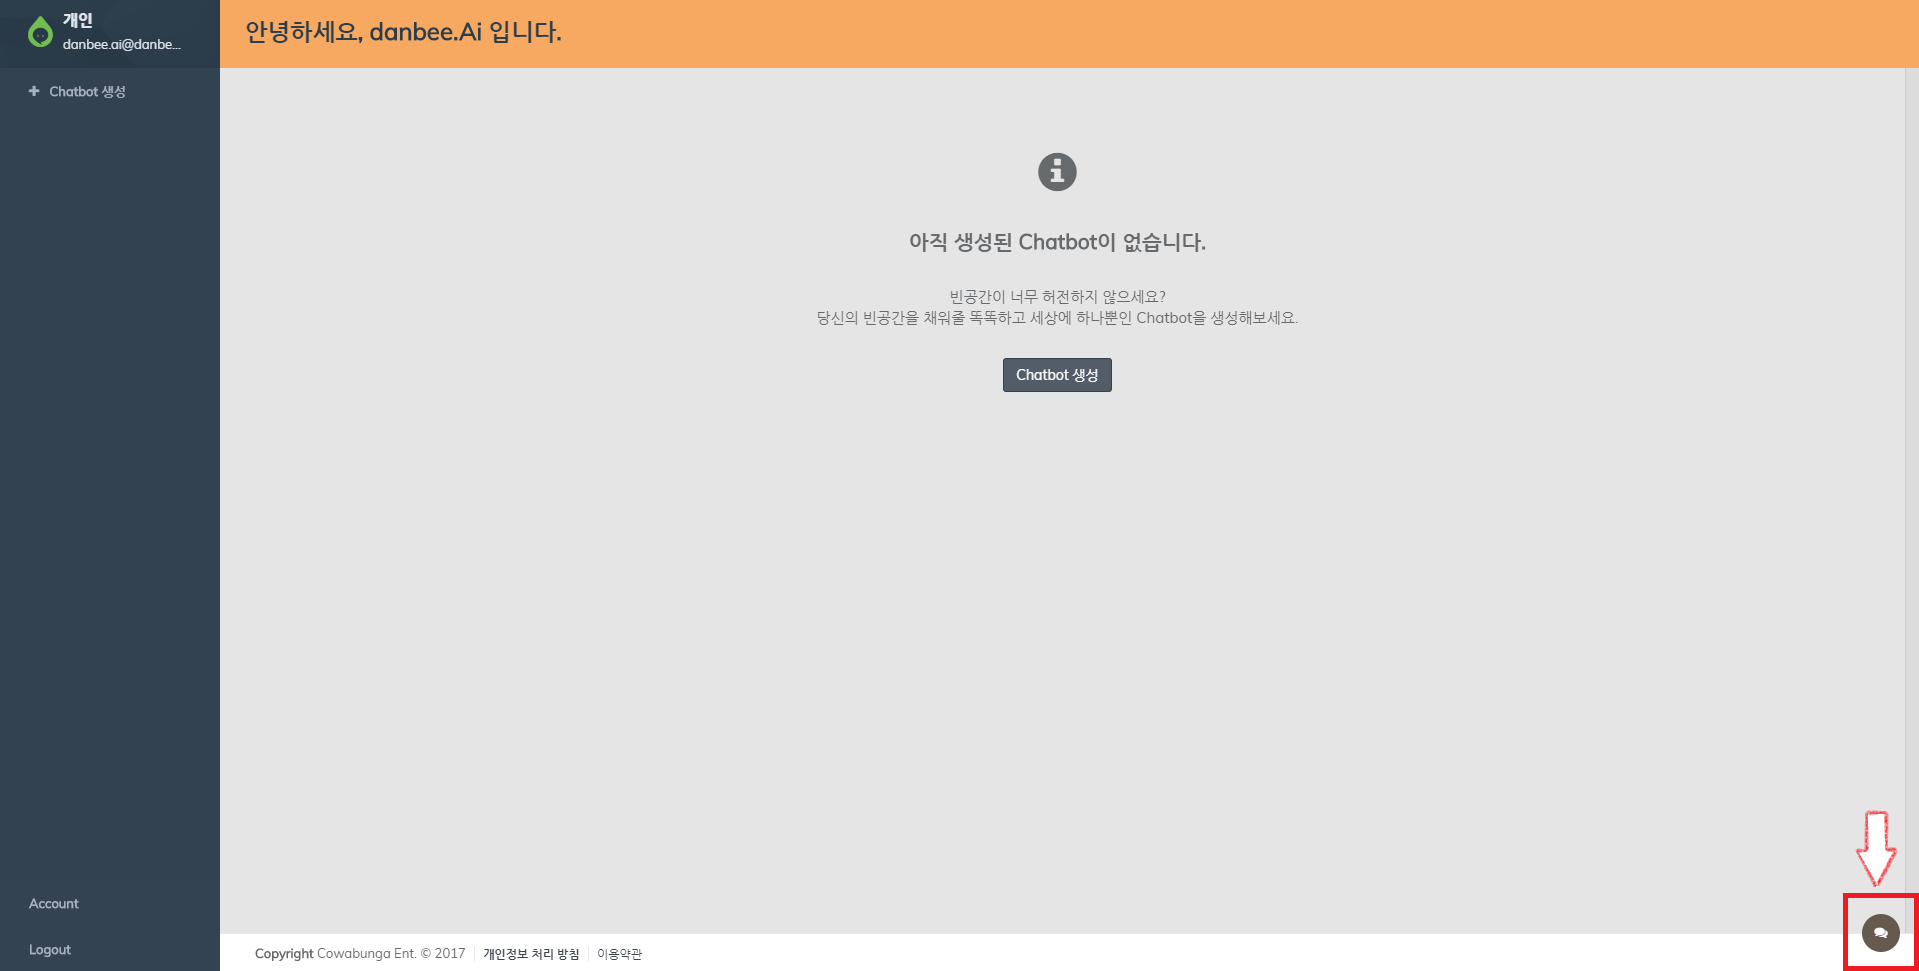 개인
danbee.ai@danbe...
Chatbot 생성
안녕하세요, danbee.Ai 입니다.
아직 생성된 Chatbot이 없습니다.
빈공간이 너무 허전하지 않으세요?
당신의 빈공간을 채워줄 똑똑하고 세상에 하나뿐인 Chatbot을 생성해보세요.
Chatbot 생성
Account
Logout
Copyright Cowabunga Ent. © 2017 개인정보 처리 방침 이용약관